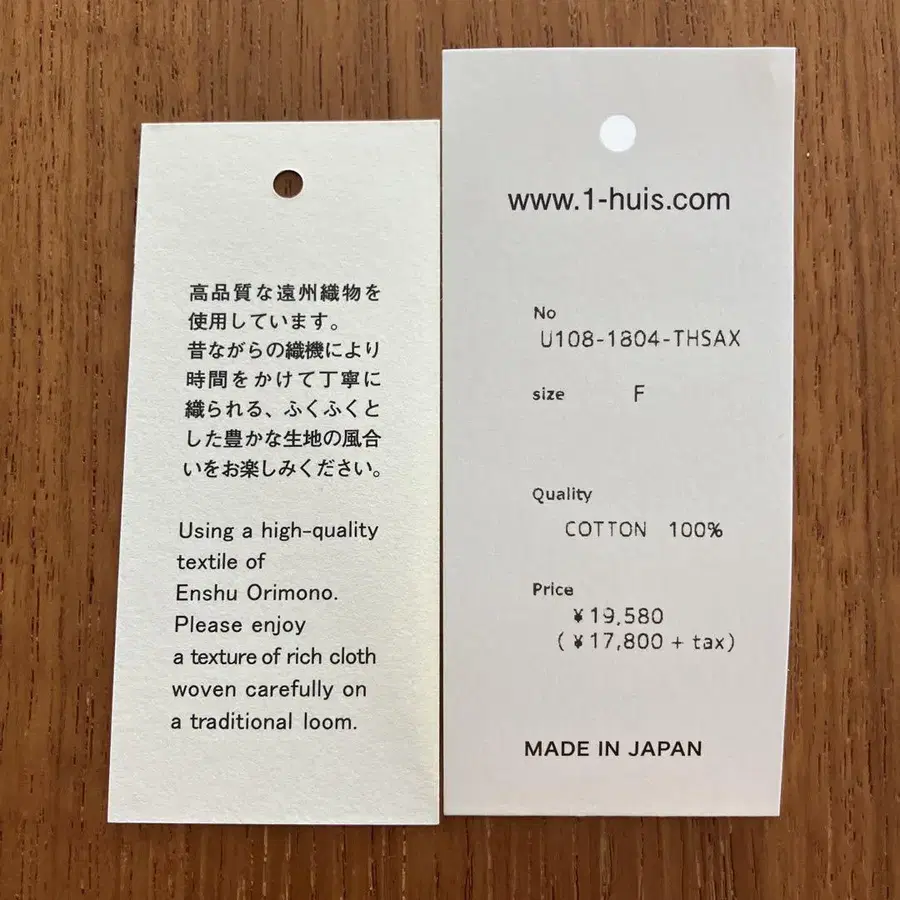 高品質な遠州織物を
使用しています。
昔ながらの織機により
時間をかけて丁寧に
織られる、ふくふくと
した豊かな生地の風合
いをお楽しみください。
Using a high-quality
textile of
Enshu Orimono.
Please enjoy
a texture of rich cloth
woven carefully on
a traditional loom.
www.1-huis.com
No
U108-1804-THSAX
size F
Quality
COTTON 100%
Price
¥19,580
(¥17,800 + tax)
MADE IN JAPAN